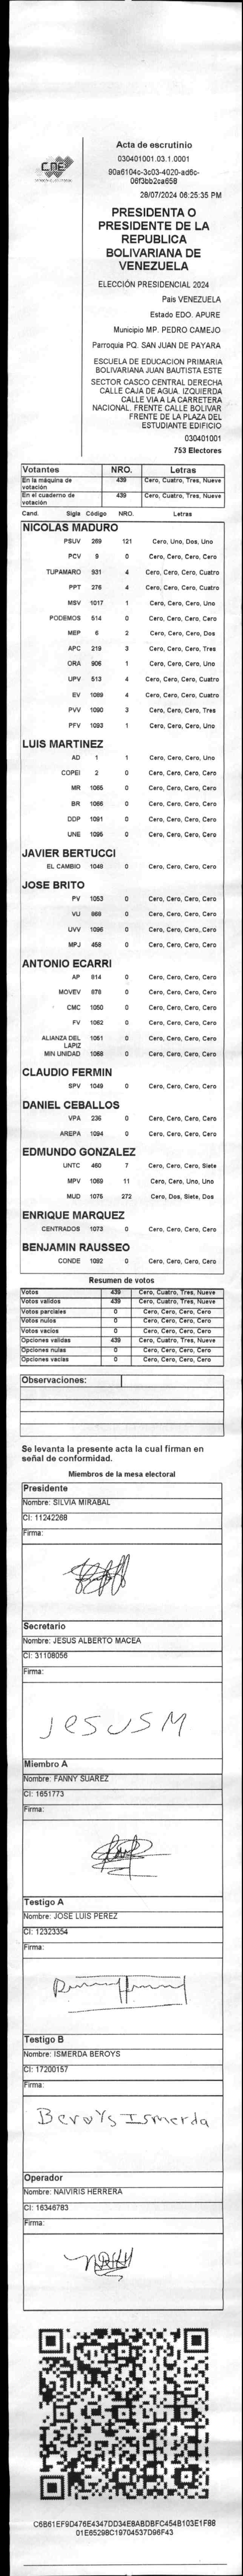 CNE
Acta de escrutinio
030401001.03.1.0001
90a6104c-3c03-4020-ad6c-
06f3bb2ca658
28/07/2024 06:25:35 PM
PRESIDENTA O
PRESIDENTE DE LA
REPUBLICA
BOLIVARIANA DE
VENEZUELA
ELECCIÓN PRESIDENCIAL 2024
Pais VENEZUELA
Estado EDO. APURE
Municipio MP. PEDRO CAMEJO
Parroquia PQ. SAN JUAN DE PAYARA
ESCUELA DE EDUCACION PRIMARIA
BOLIVARIANA JUAN BAUTISTA ESTE
SECTOR CASCO CENTRAL DERECHA
CALLE CAJA DE AGUA. IZQUIERDA
CALLE VIA A LA CARRETERA
NACIONAL. FRENTE CALLE BOLIVAR
FRENTE DE LA PLAZA DEL
ESTUDIANTE EDIFICIO
030401001
753 Electores
Votantes NRO. Letras
En la máquina de votación 439 Cero, Cuatro, Tres, Nueve
En el cuaderno de votación 439 Cero, Cuatro, Tres, Nueve
Cand. Sigla Código NRO. Letras
NICOLAS MADURO
PSUV 269 121 Cero, Uno, Dos, Uno
PCV 9 0 Cero, Cero, Cero, Cero
TUPAMARO 931 4 Cero, Cero, Cero, Cuatro
PPT 276 4 Cero, Cero, Cero, Cuatro
MSV 1017 1 Cero, Cero, Cero, Uno
PODEMOS 514 0 Cero, Cero, Cero, Cero
MEP 6 2 Cero, Cero, Cero, Dos
APC 219 3 Cero, Cero, Cero, Tres
ORA 906 1 Cero, Cero, Cero, Uno
UPV 513 4 Cero, Cero, Cero, Cuatro
EV 1089 4 Cero, Cero, Cero, Cuatro
PVV 1090 3 Cero, Cero, Cero, Tres
PFV 1093 1 Cero, Cero, Cero, Uno
LUIS MARTINEZ
AD 1 1 Cero, Cero, Cero, Uno
COPEI 2 0 Cero, Cero, Cero, Cero
MR 1065 0 Cero, Cero, Cero, Cero
BR 1066 0 Cero, Cero, Cero, Cero
DDP 1091 0 Cero, Cero, Cero, Cero
UNE 1095 0 Cero, Cero, Cero, Cero
JAVIER BERTUCCI
EL CAMBIO 1048 0 Cero, Cero, Cero, Cero
JOSE BRITO
PV 1053 0 Cero, Cero, Cero, Cero
VU 868 0 Cero, Cero, Cero, Cero
UVV 1096 0 Cero, Cero, Cero, Cero
MPJ 458 0 Cero, Cero, Cero, Cero
ANTONIO ECARRI
AP 814 0 Cero, Cero, Cero, Cero
MOVEV 878 0 Cero, Cero, Cero, Cero
CMC 1050 0 Cero, Cero, Cero, Cero
FV 1062 0 Cero, Cero, Cero, Cero
ALIANZA DEL LAPIZ 1051 0 Cero, Cero, Cero, Cero
MIN UNIDAD 1068 0 Cero, Cero, Cero, Cero
CLAUDIO FERMIN
SPV 1049 0 Cero, Cero, Cero, Cero
DANIEL CEBALLOS
VPA 236 0 Cero, Cero, Cero, Cero
AREPA 1094 0 Cero, Cero, Cero, Cero
EDMUNDO GONZALEZ
UNTC 460 7 Cero, Cero, Cero, Siete
MPV 1069 11 Cero, Cero, Uno, Uno
MUD 1075 272 Cero, Dos, Siete, Dos
ENRIQUE MARQUEZ
CENTRADOS 1073 0 Cero, Cero, Cero, Cero
BENJAMIN RAUSSEO
CONDE 1092 0 Cero, Cero, Cero, Cero
Resumen de votos
Votos 439 Cero, Cuatro, Tres, Nueve
Votos validos 439 Cero, Cuatro, Tres, Nueve
Votos parciales 0 Cero, Cero, Cero, Cero
Votos nulos 0 Cero, Cero, Cero, Cero
Votos vacios 0 Cero, Cero, Cero, Cero
Opciones validas 439 Cero, Cuatro, Tres, Nueve
Opciones nulas 0 Cero, Cero, Cero, Cero
Opciones vacias 0 Cero, Cero, Cero, Cero
Observaciones:
Se levanta la presente acta la cual firman en
señal de conformidad.
Miembros de la mesa electoral
Presidente
Nombre: SILVIA MIRABAL
CI: 11242268
Firma:
Secretario
Nombre: JESUS ALBERTO MACEA
CI: 31108056
Firma:
JESUS M
Miembro A
Nombre: FANNY SUAREZ
CI: 1651773
Firma:
Testigo A
Nombre: JOSE LUIS PEREZ
CI: 12323354
Firma:
Testigo B
Nombre: ISMERDA BEROYS
CI: 17200157
Firma:
BeroYs Ismerda
Operador
Nombre: NAIVIRIS HERRERA
CI: 16346783
Firma:
C6B61EF9D476E4347DD34E8ABDBFC454B103E1F88
01E6529BC19704537D96F43